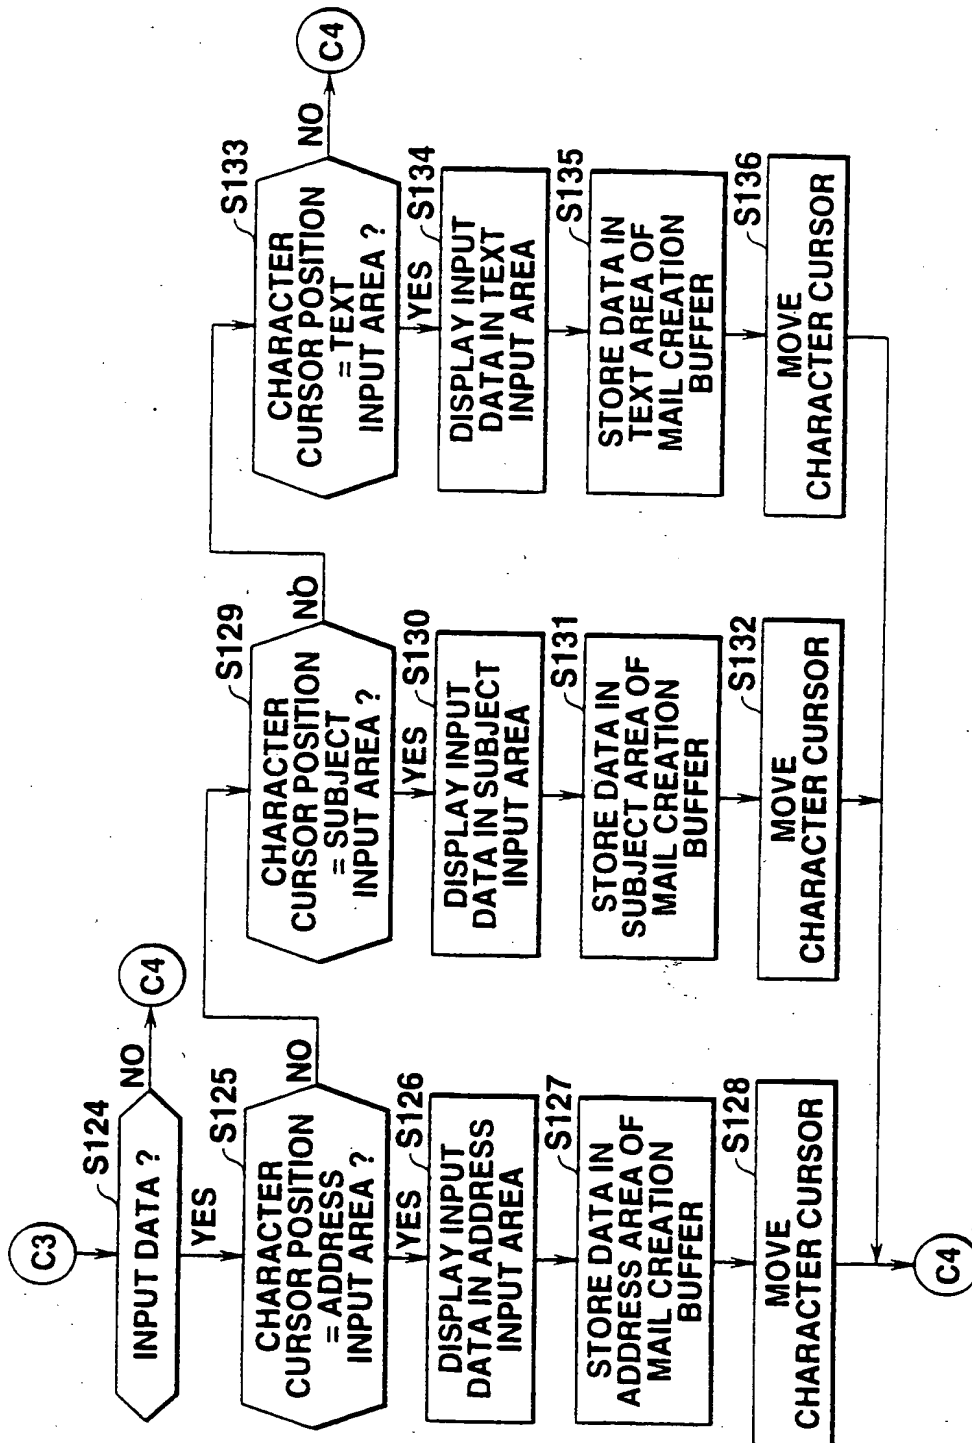 C3
S124
INPUT DATA ?
NO
C4
YES
S125
CHARACTER
CURSOR POSITION
= ADDRESS
INPUT AREA ?
NO
YES
S126
DISPLAY INPUT
DATA IN ADDRESS
INPUT AREA
S127
STORE DATA IN
ADDRESS AREA OF
MAIL CREATION
BUFFER
S128
MOVE
CHARACTER CURSOR
C4
S129
CHARACTER
CURSOR POSITION
= SUBJECT
INPUT AREA ?
NO
YES
S130
DISPLAY INPUT
DATA IN SUBJECT
INPUT AREA
S131
STORE DATA IN
SUBJECT AREA OF
MAIL CREATION
BUFFER
S132
MOVE
CHARACTER CURSOR
S133
CHARACTER
CURSOR POSITION
= TEXT
INPUT AREA ?
NO
C4
YES
S134
DISPLAY INPUT
DATA IN TEXT
INPUT AREA
S135
STORE DATA IN
TEXT AREA OF
MAIL CREATION
BUFFER
S136
MOVE
CHARACTER CURSOR